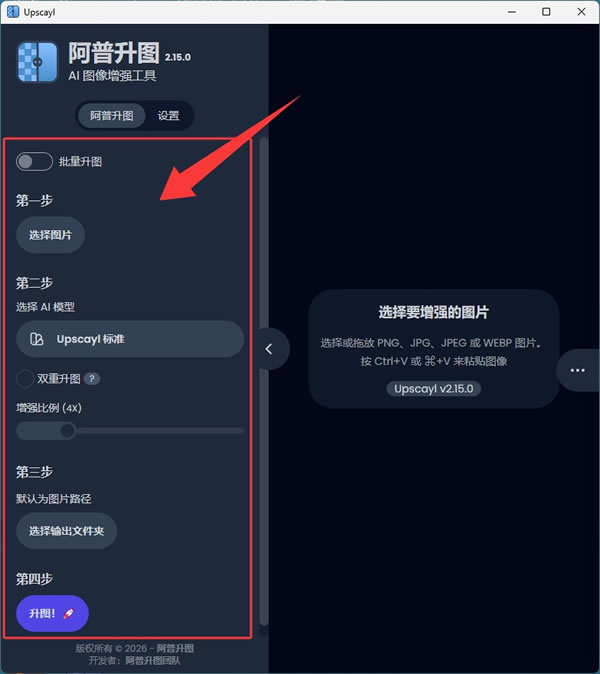 Upscayl
阿普升图 2.15.0
AI 图像增强工具
阿普升图 设置
批量升图
第一步
选择图片
第二步
选择 AI 模型
Upscayl 标准
双重升图 ?
增强比例 (4X)
第三步
默认为图片路径
选择输出文件夹
第四步
升图! 🚀
版权所有 © 2026 - 阿普升图
开发者：阿普升图团队
选择要增强的图片
选择或拖放 PNG、JPG、JPEG 或 WEBP 图片。
按 Ctrl+V 或 ⌘+V 来粘贴图像
Upscayl v2.15.0